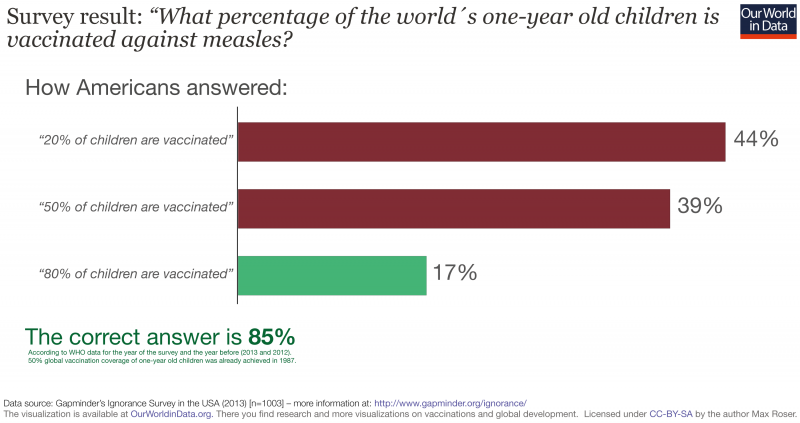 Survey result: “What percentage of the world´s one-year old children is
vaccinated against measles?
Our World
in Data
How Americans answered:
“20% of children are vaccinated” 44%
“50% of children are vaccinated” 39%
“80% of children are vaccinated” 17%
The correct answer is 85%
According to WHO data for the year of the survey and the year before (2013 and 2012).
50% global vaccination coverage of one-year old children was already achieved in 1987.
Data source: Gapminder’s Ignorance Survey in the USA (2013) [n=1003] – more information at: http://www.gapminder.org/ignorance/
The visualization is available at OurWorldinData.org. There you find research and more visualizations on vaccinations and global development. Licensed under CC-BY-SA by the author Max Roser.